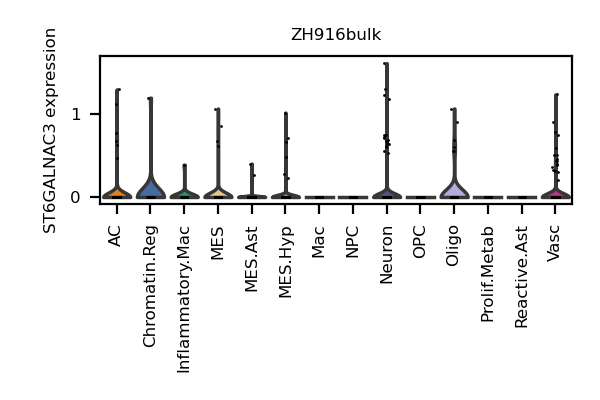 ZH916bulk
ST6GALNAC3 expression
1
0
AC
Chromatin.Reg
Inflammatory.Mac
MES
MES.Ast
MES.Hyp
Mac
NPC
Neuron
OPC
Oligo
Prolif.Metab
Reactive.Ast
Vasc